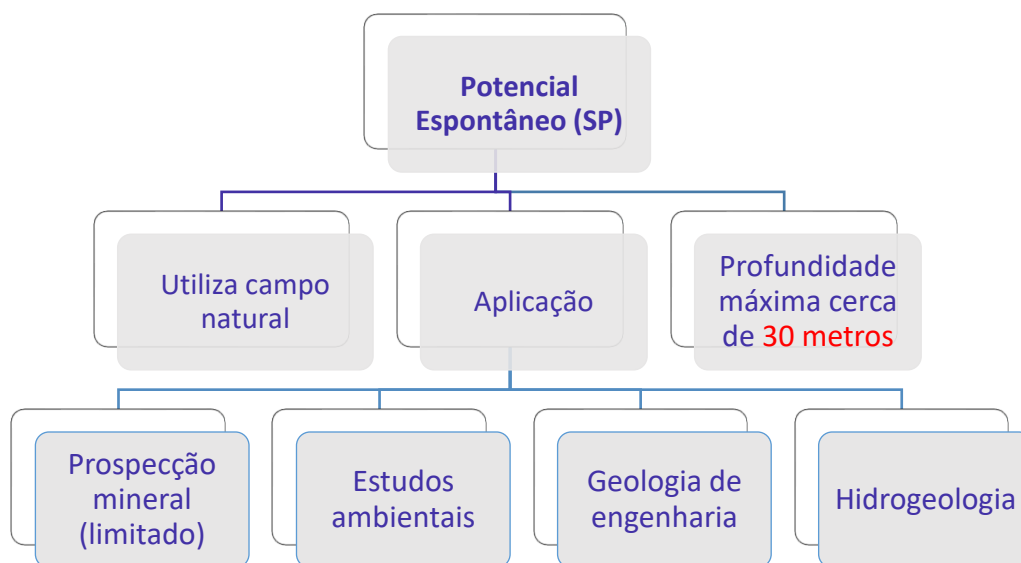 Potencial
Espontâneo (SP)
Utiliza campo
natural
Aplicação
Profundidade
máxima cerca
de 30 metros
Prospecção
mineral
(limitado)
Estudos
ambientais
Geologia de
engenharia
Hidrogeologia